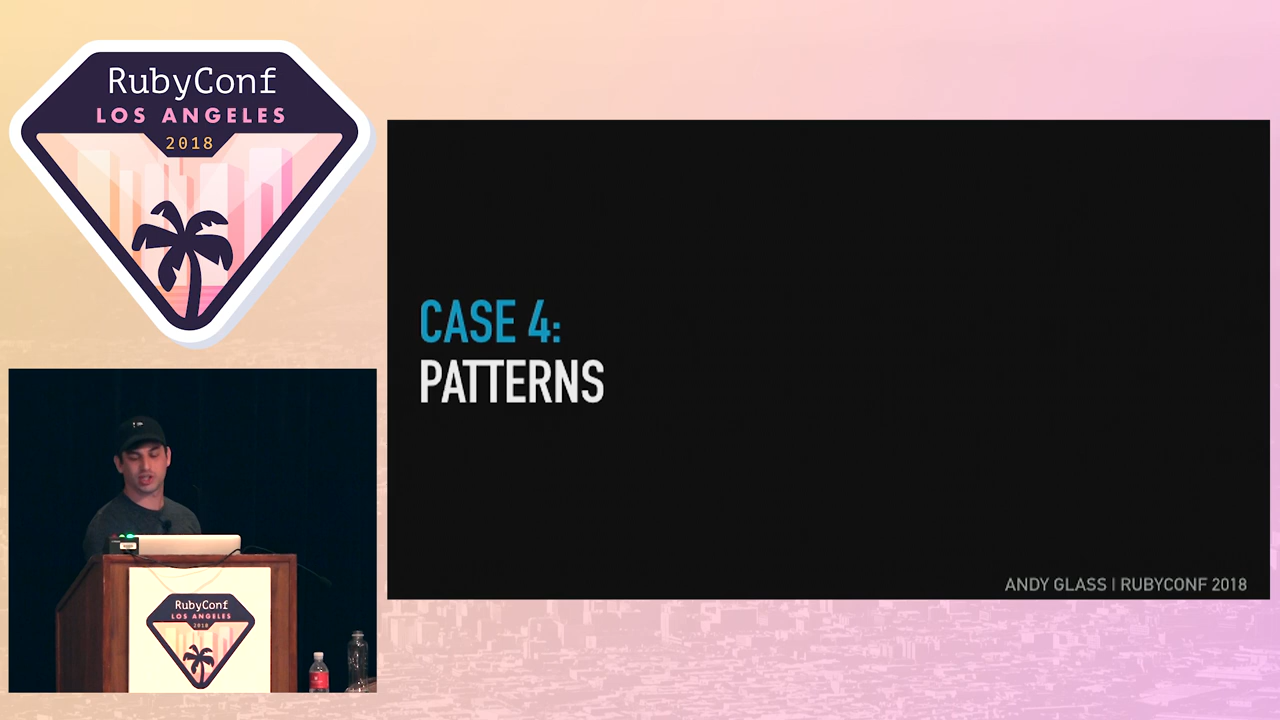 RubyConf
LOS ANGELES
2018
CASE 4:
PATTERNS
ANDY GLASS | RUBYCONF 2018
RubyConf
LOS ANGELES
2018